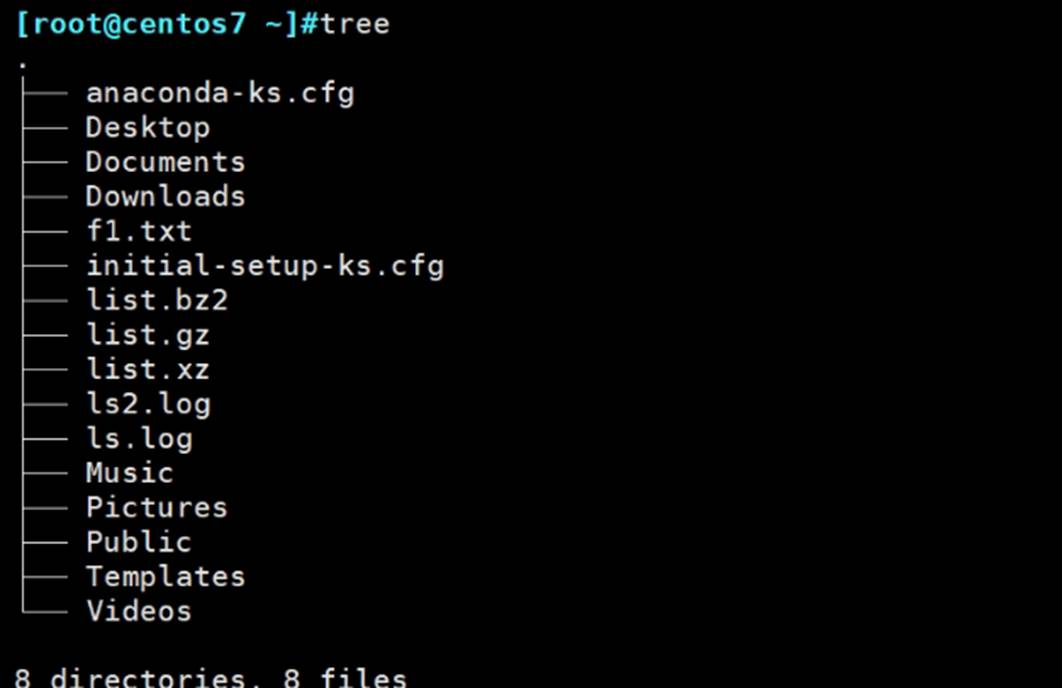 [root@centos7 ~]#tree
.
├── anaconda-ks.cfg
├── Desktop
├── Documents
├── Downloads
├── f1.txt
├── initial-setup-ks.cfg
├── list.bz2
├── list.gz
├── list.xz
├── ls2.log
├── ls.log
├── Music
├── Pictures
├── Public
├── Templates
└── Videos
8 directories, 8 files